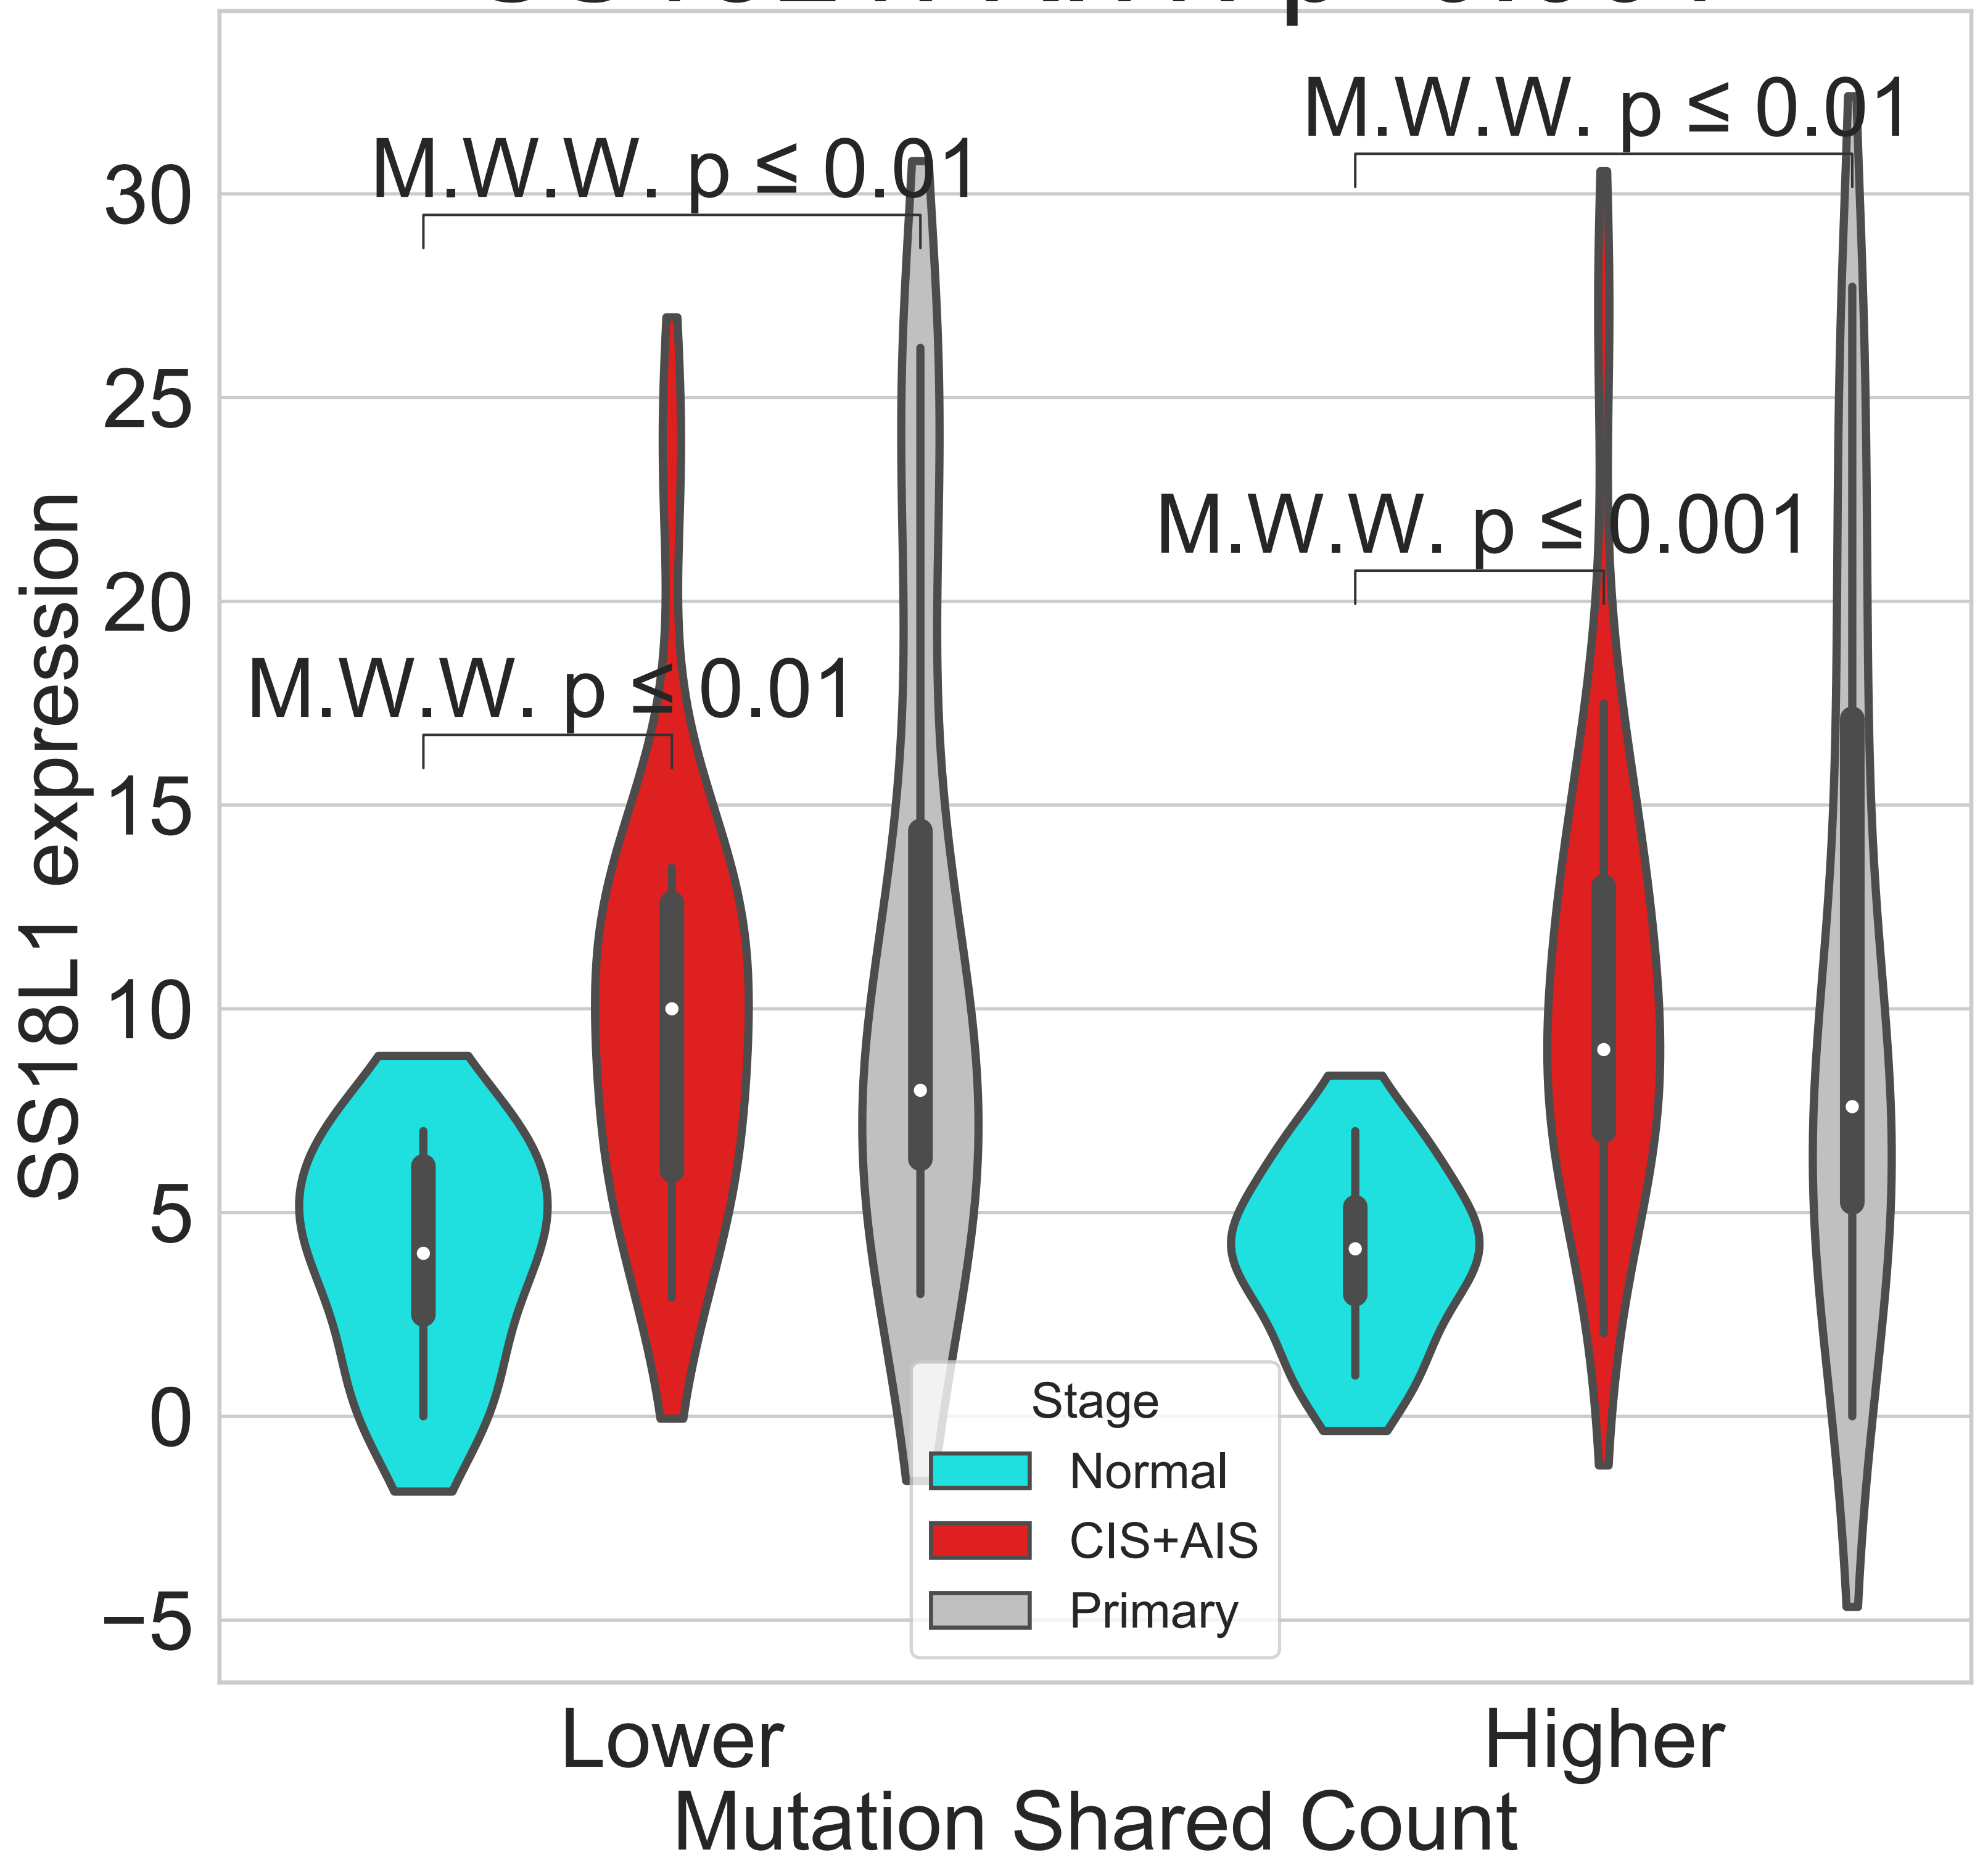 M.W.W. p ≤ 0.01
M.W.W. p ≤ 0.01
M.W.W. p ≤ 0.001
M.W.W. p ≤ 0.01
30
25
20
15
10
5
0
−5
SS18L1 expression
Stage
Normal
CIS+AIS
Primary
Lower
Higher
Mutation Shared Count